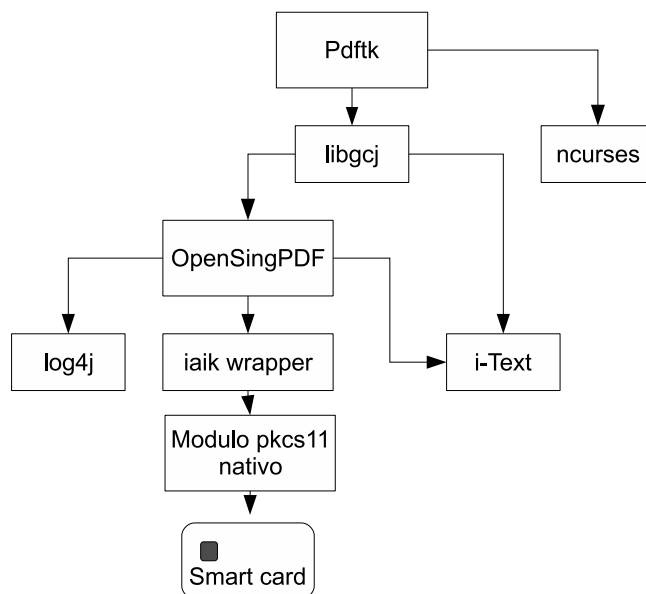 Pdftk
libgcj
ncurses
OpenSingPDF
log4j
iaik wrapper
i-Text
Modulo pkcs11
nativo
Smart card